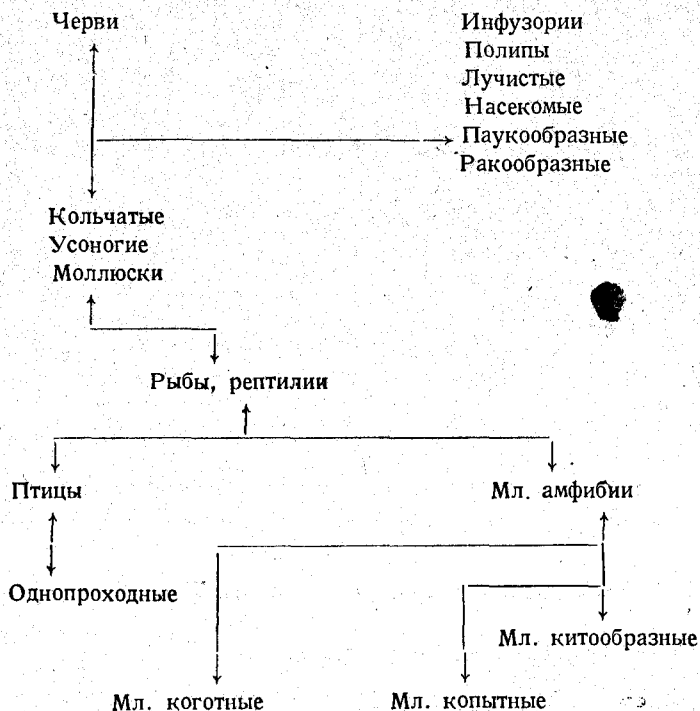 Черви
Инфузории
Полипы
Лучистые
Насекомые
Паукообразные
Ракообразные
Кольчатые
Усоногие
Моллюски
Рыбы, рептилии
Птицы
Мл. амфибии
Однопроходные
Мл. китообразные
Мл. коготные
Мл. копытные